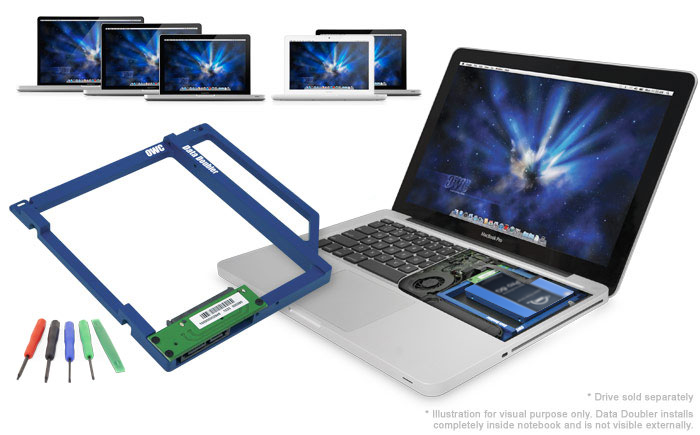 OWC
Data Doubler
MacBook Pro
* Drive sold separately
* Illustration for visual purpose only. Data Doubler installs
completely inside notebook and is not visible externally.